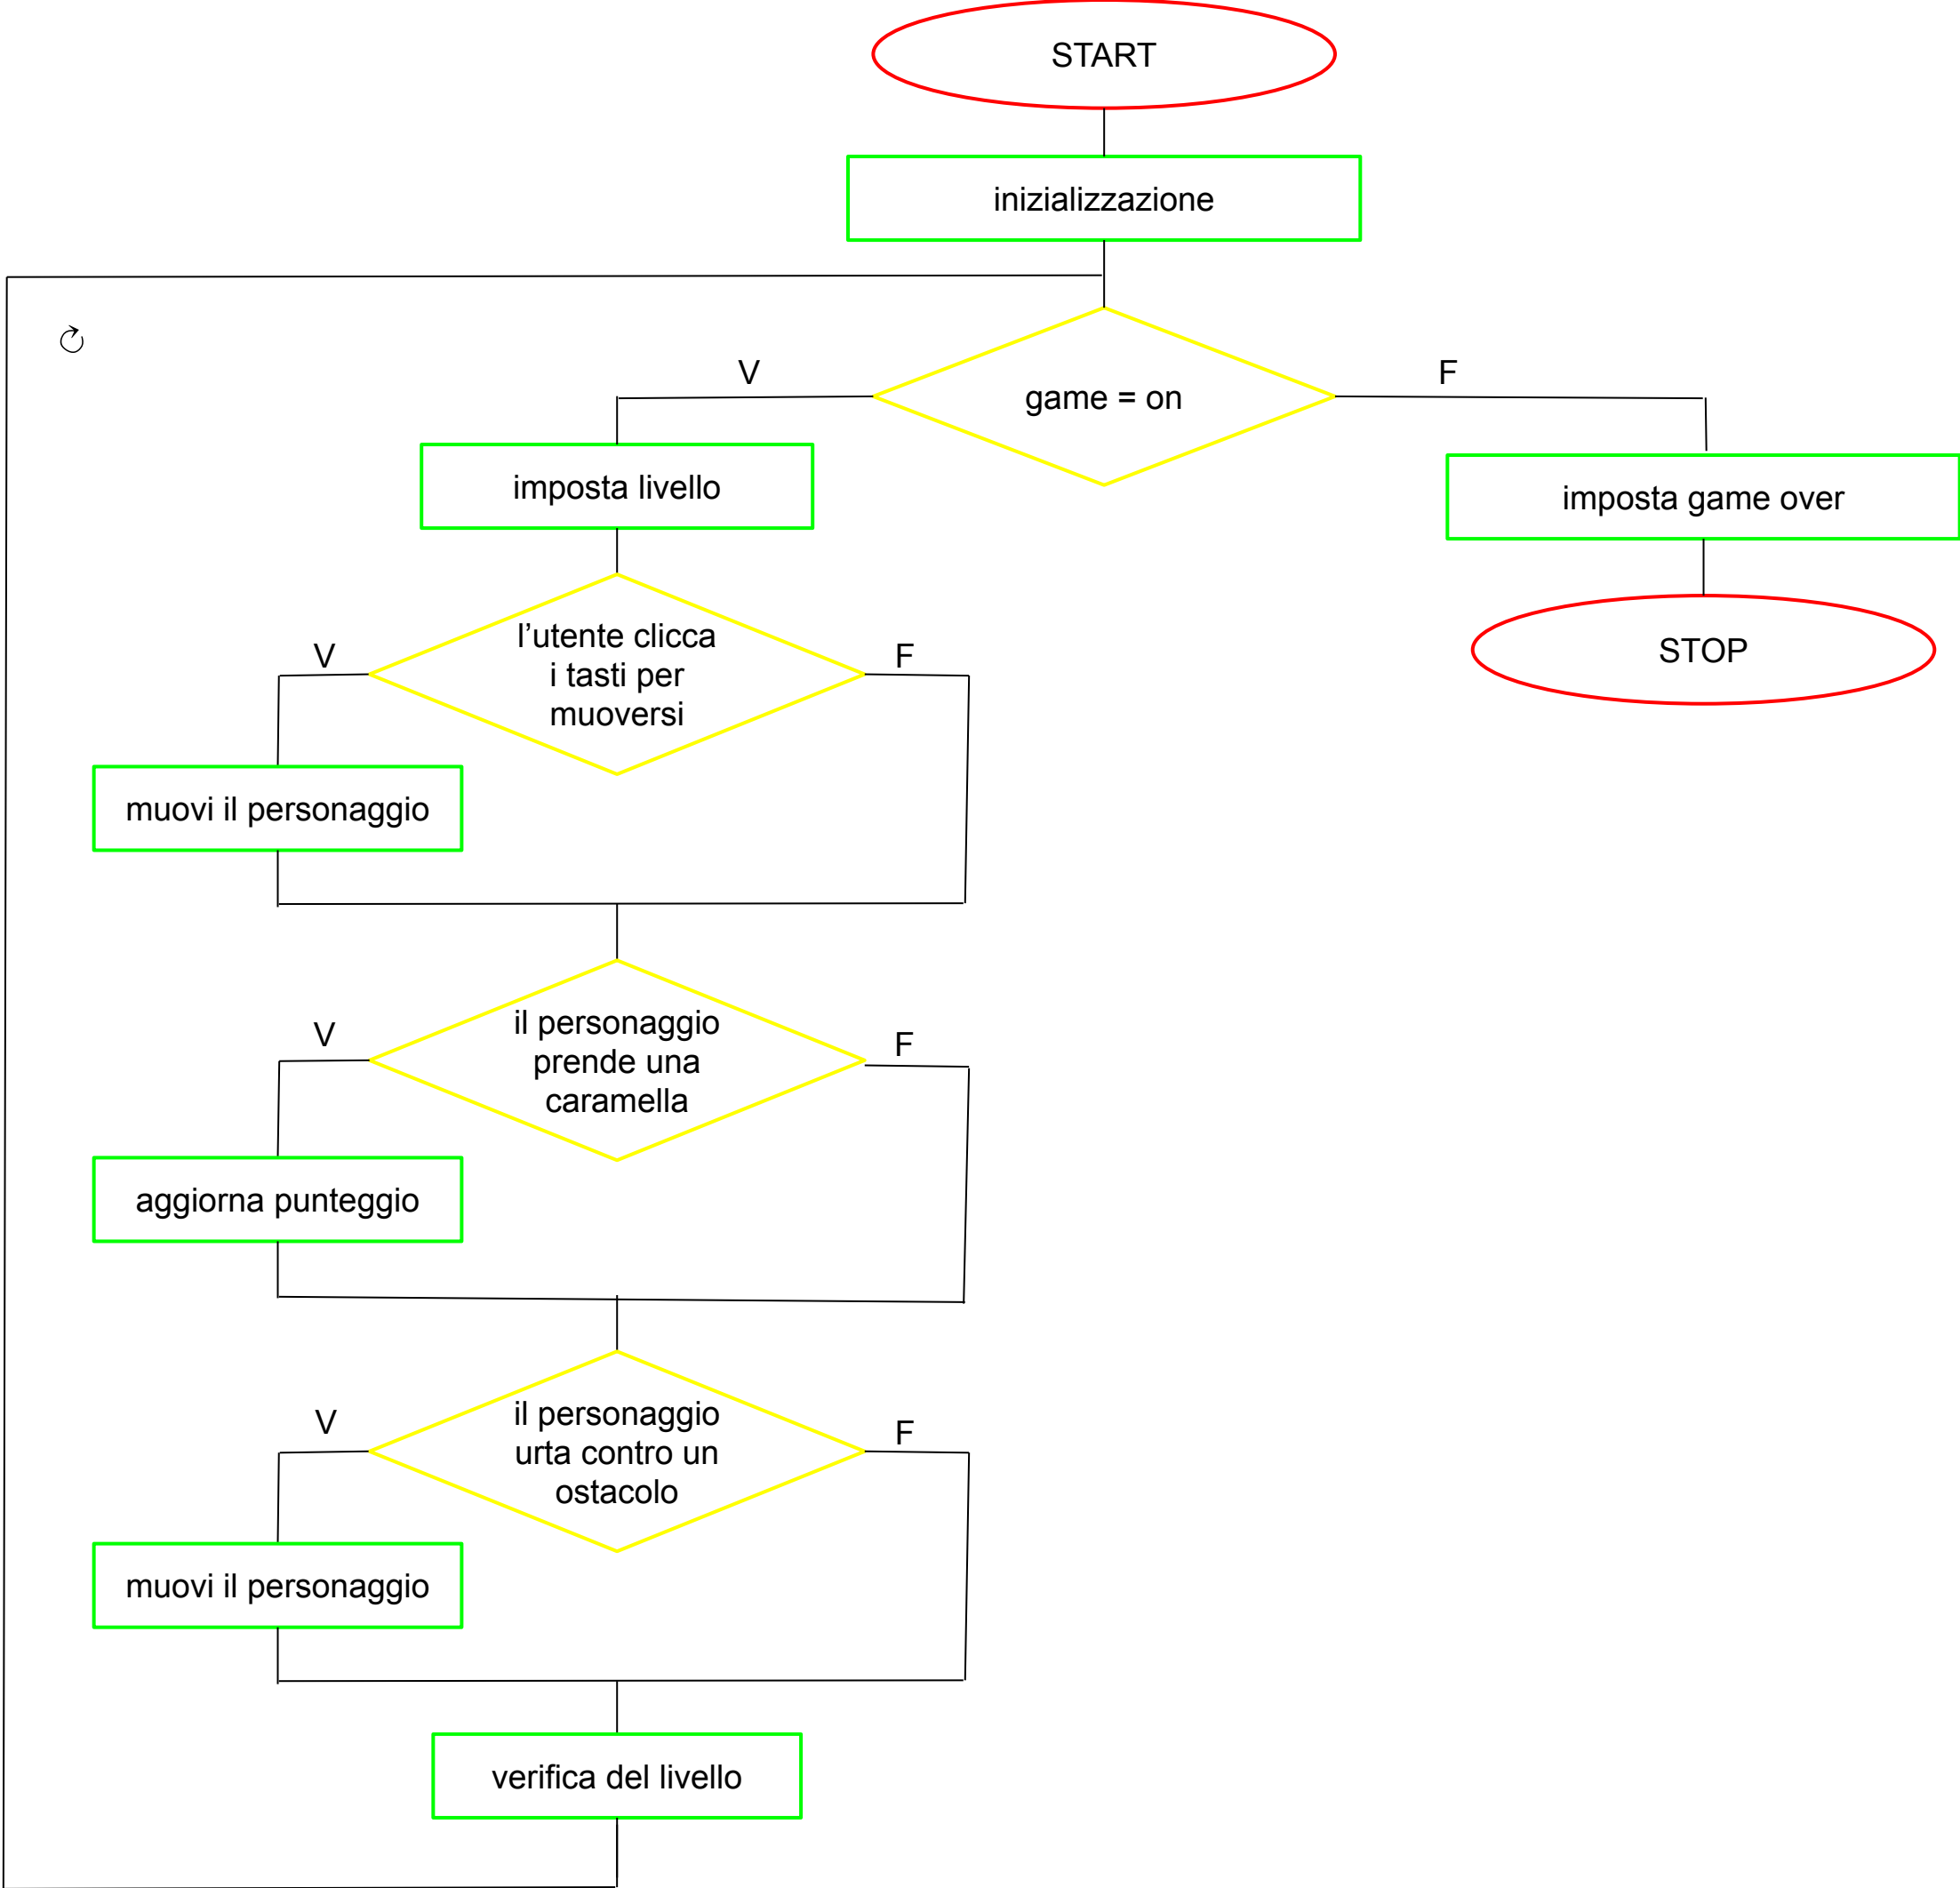 START
inizializzazione
↻
V
game = on
F
imposta livello
imposta game over
V
l’utente clicca
i tasti per
muoversi
F
STOP
muovi il personaggio
V
il personaggio
prende una
caramella
F
aggiorna punteggio
V
il personaggio
urta contro un
ostacolo
F
muovi il personaggio
verifica del livello